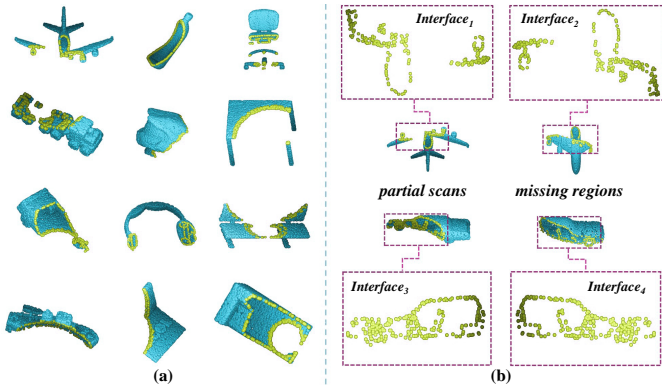 Interface1
Interface2
partial scans
missing regions
Interface3
Interface4
(a)
(b)